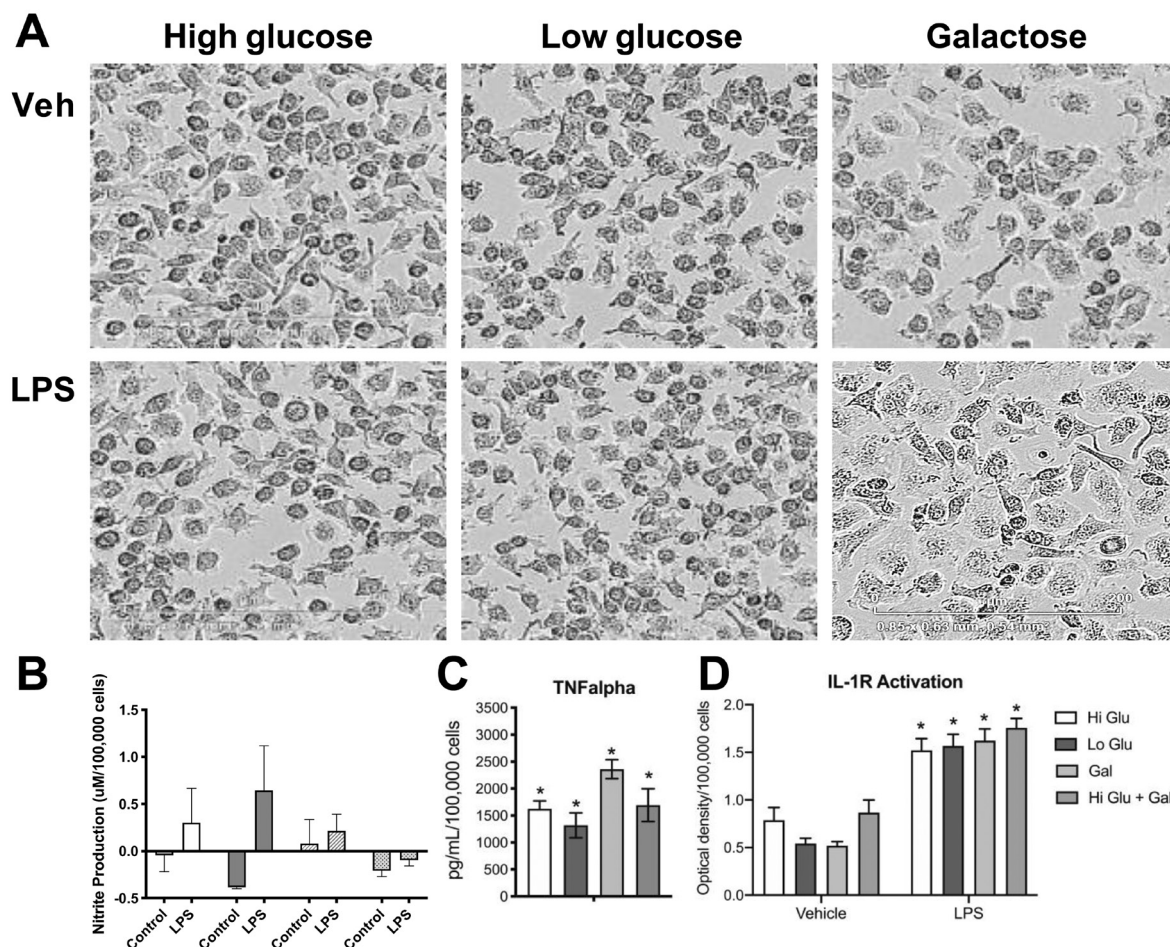 A
High glucose
Low glucose
Galactose
Veh
LPS
0 um 200
0.85 x 0.63 mm, 0.54 mm²
B
Nitrite Production (uM/100,000 cells)
1.5
1.0
0.5
0.0
-0.5
Control
LPS
Control
LPS
Control
LPS
Control
LPS
C
TNFalpha
pg/mL/100,000 cells
3500
3000
2500
2000
1500
1000
500
0
*
*
*
*
D
IL-1R Activation
Optical density/100,000 cells
2.0
1.5
1.0
0.5
0.0
*
*
*
*
Vehicle
LPS
Hi Glu
Lo Glu
Gal
Hi Glu + Gal